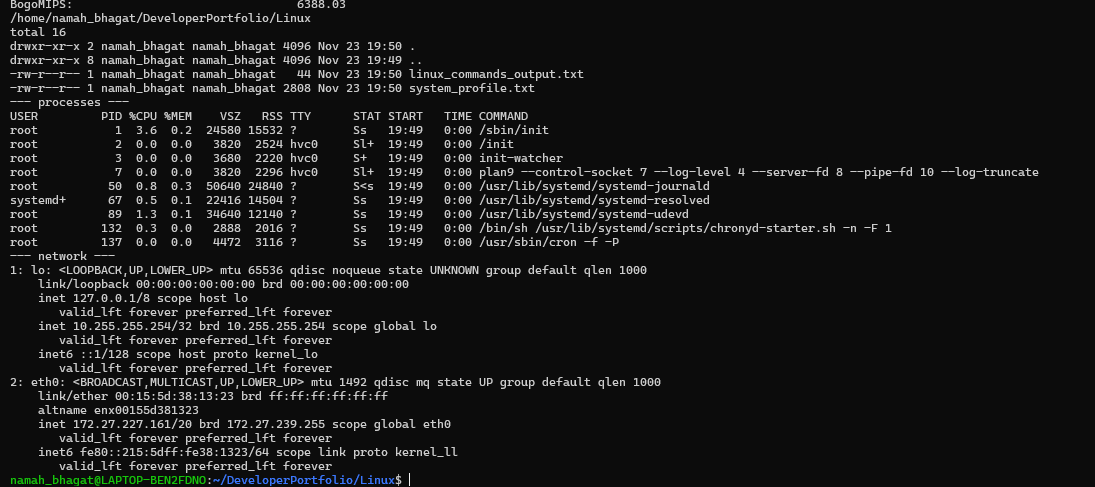 BogoMIPS:                                6388.03
/home/namah_bhagat/DeveloperPortfolio/Linux
total 16
drwxr-xr-x 2 namah_bhagat namah_bhagat 4096 Nov 23 19:50 .
drwxr-xr-x 8 namah_bhagat namah_bhagat 4096 Nov 23 19:49 ..
-rw-r--r-- 1 namah_bhagat namah_bhagat   44 Nov 23 19:50 linux_commands_output.txt
-rw-r--r-- 1 namah_bhagat namah_bhagat 2808 Nov 23 19:50 system_profile.txt
--- processes ---
USER         PID %CPU %MEM    VSZ   RSS TTY      STAT START   TIME COMMAND
root           1  3.6  0.2  24580 15532 ?        Ss   19:49   0:00 /sbin/init
root           2  0.0  0.0   3820  2524 hvc0     Sl+  19:49   0:00 /init
root           3  0.0  0.0   3680  2220 hvc0     S+   19:49   0:00 init-watcher
root           7  0.0  0.0   3820  2296 hvc0     Sl+  19:49   0:00 plan9 --control-socket 7 --log-level 4 --server-fd 8 --pipe-fd 10 --log-truncate
root          50  0.8  0.3  50640 24840 ?        S<s  19:49   0:00 /usr/lib/systemd/systemd-journald
systemd+      67  0.5  0.1  22416 14504 ?        Ss   19:49   0:00 /usr/lib/systemd/systemd-resolved
root          89  1.3  0.1  34640 12140 ?        Ss   19:49   0:00 /usr/lib/systemd/systemd-udevd
root         132  0.3  0.0   2888  2016 ?        Ss   19:49   0:00 /bin/sh /usr/lib/systemd/scripts/chronyd-starter.sh -n -F 1
root         137  0.0  0.0   4472  3116 ?        Ss   19:49   0:00 /usr/sbin/cron -f -P
--- network ---
1: lo: <LOOPBACK,UP,LOWER_UP> mtu 65536 qdisc noqueue state UNKNOWN group default qlen 1000
    link/loopback 00:00:00:00:00:00 brd 00:00:00:00:00:00
    inet 127.0.0.1/8 scope host lo
       valid_lft forever preferred_lft forever
    inet 10.255.255.254/32 brd 10.255.255.254 scope global lo
       valid_lft forever preferred_lft forever
    inet6 ::1/128 scope host proto kernel_lo
       valid_lft forever preferred_lft forever
2: eth0: <BROADCAST,MULTICAST,UP,LOWER_UP> mtu 1492 qdisc mq state UP group default qlen 1000
    link/ether 00:15:5d:38:13:23 brd ff:ff:ff:ff:ff:ff
    altname enx00155d381323
    inet 172.27.227.161/20 brd 172.27.239.255 scope global eth0
       valid_lft forever preferred_lft forever
    inet6 fe80::215:5dff:fe38:1323/64 scope link proto kernel_ll
       valid_lft forever preferred_lft forever
namah_bhagat@LAPTOP-BEN2FDNO:~/DeveloperPortfolio/Linux$